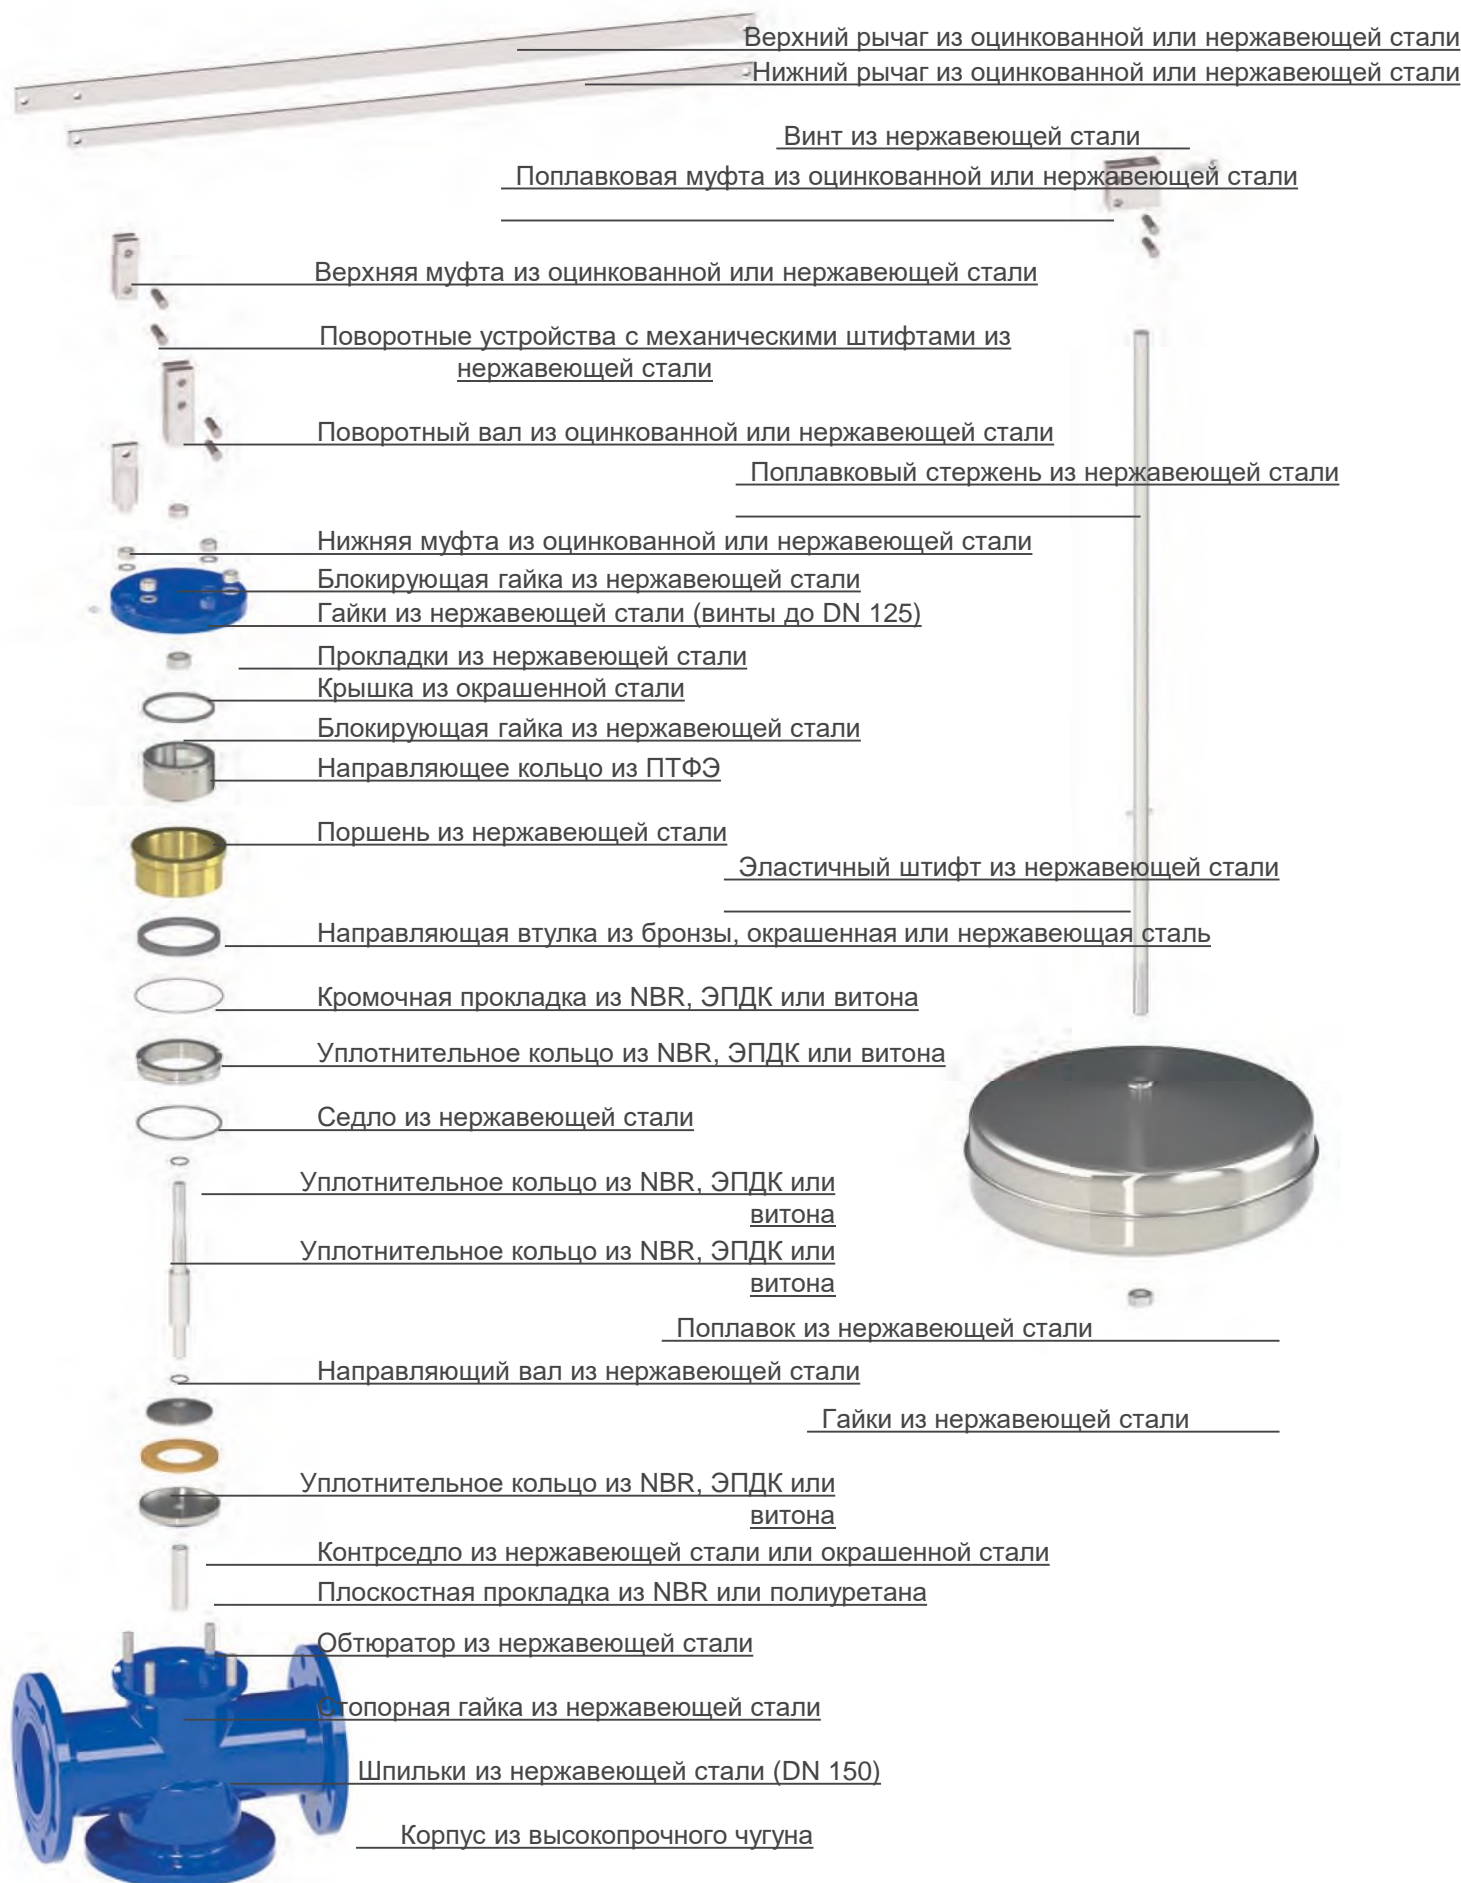 Верхний рычаг из оцинкованной или нержавеющей стали
Нижний рычаг из оцинкованной или нержавеющей стали
Винт из нержавеющей стали
Поплавковая муфта из оцинкованной или нержавеющей стали
Верхняя муфта из оцинкованной или нержавеющей стали
Поворотные устройства с механическими штифтами из
нержавеющей стали
Поворотный вал из оцинкованной или нержавеющей стали
Поплавковый стержень из нержавеющей стали
Нижняя муфта из оцинкованной или нержавеющей стали
Блокирующая гайка из нержавеющей стали
Гайки из нержавеющей стали (винты до DN 125)
Прокладки из нержавеющей стали
Крышка из окрашенной стали
Блокирующая гайка из нержавеющей стали
Направляющее кольцо из ПТФЭ
Поршень из нержавеющей стали
Эластичный штифт из нержавеющей стали
Направляющая втулка из бронзы, окрашенная или нержавеющая сталь
Кромочная прокладка из NBR, ЭПДК или витона
Уплотнительное кольцо из NBR, ЭПДК или витона
Седло из нержавеющей стали
Уплотнительное кольцо из NBR, ЭПДК или
витона
Уплотнительное кольцо из NBR, ЭПДК или
витона
Поплавок из нержавеющей стали
Направляющий вал из нержавеющей стали
Гайки из нержавеющей стали
Уплотнительное кольцо из NBR, ЭПДК или
витона
Контрседло из нержавеющей стали или окрашенной стали
Плоскостная прокладка из NBR или полиуретана
Обтюратор из нержавеющей стали
Стопорная гайка из нержавеющей стали
Шпильки из нержавеющей стали (DN 150)
Корпус из высокопрочного чугуна